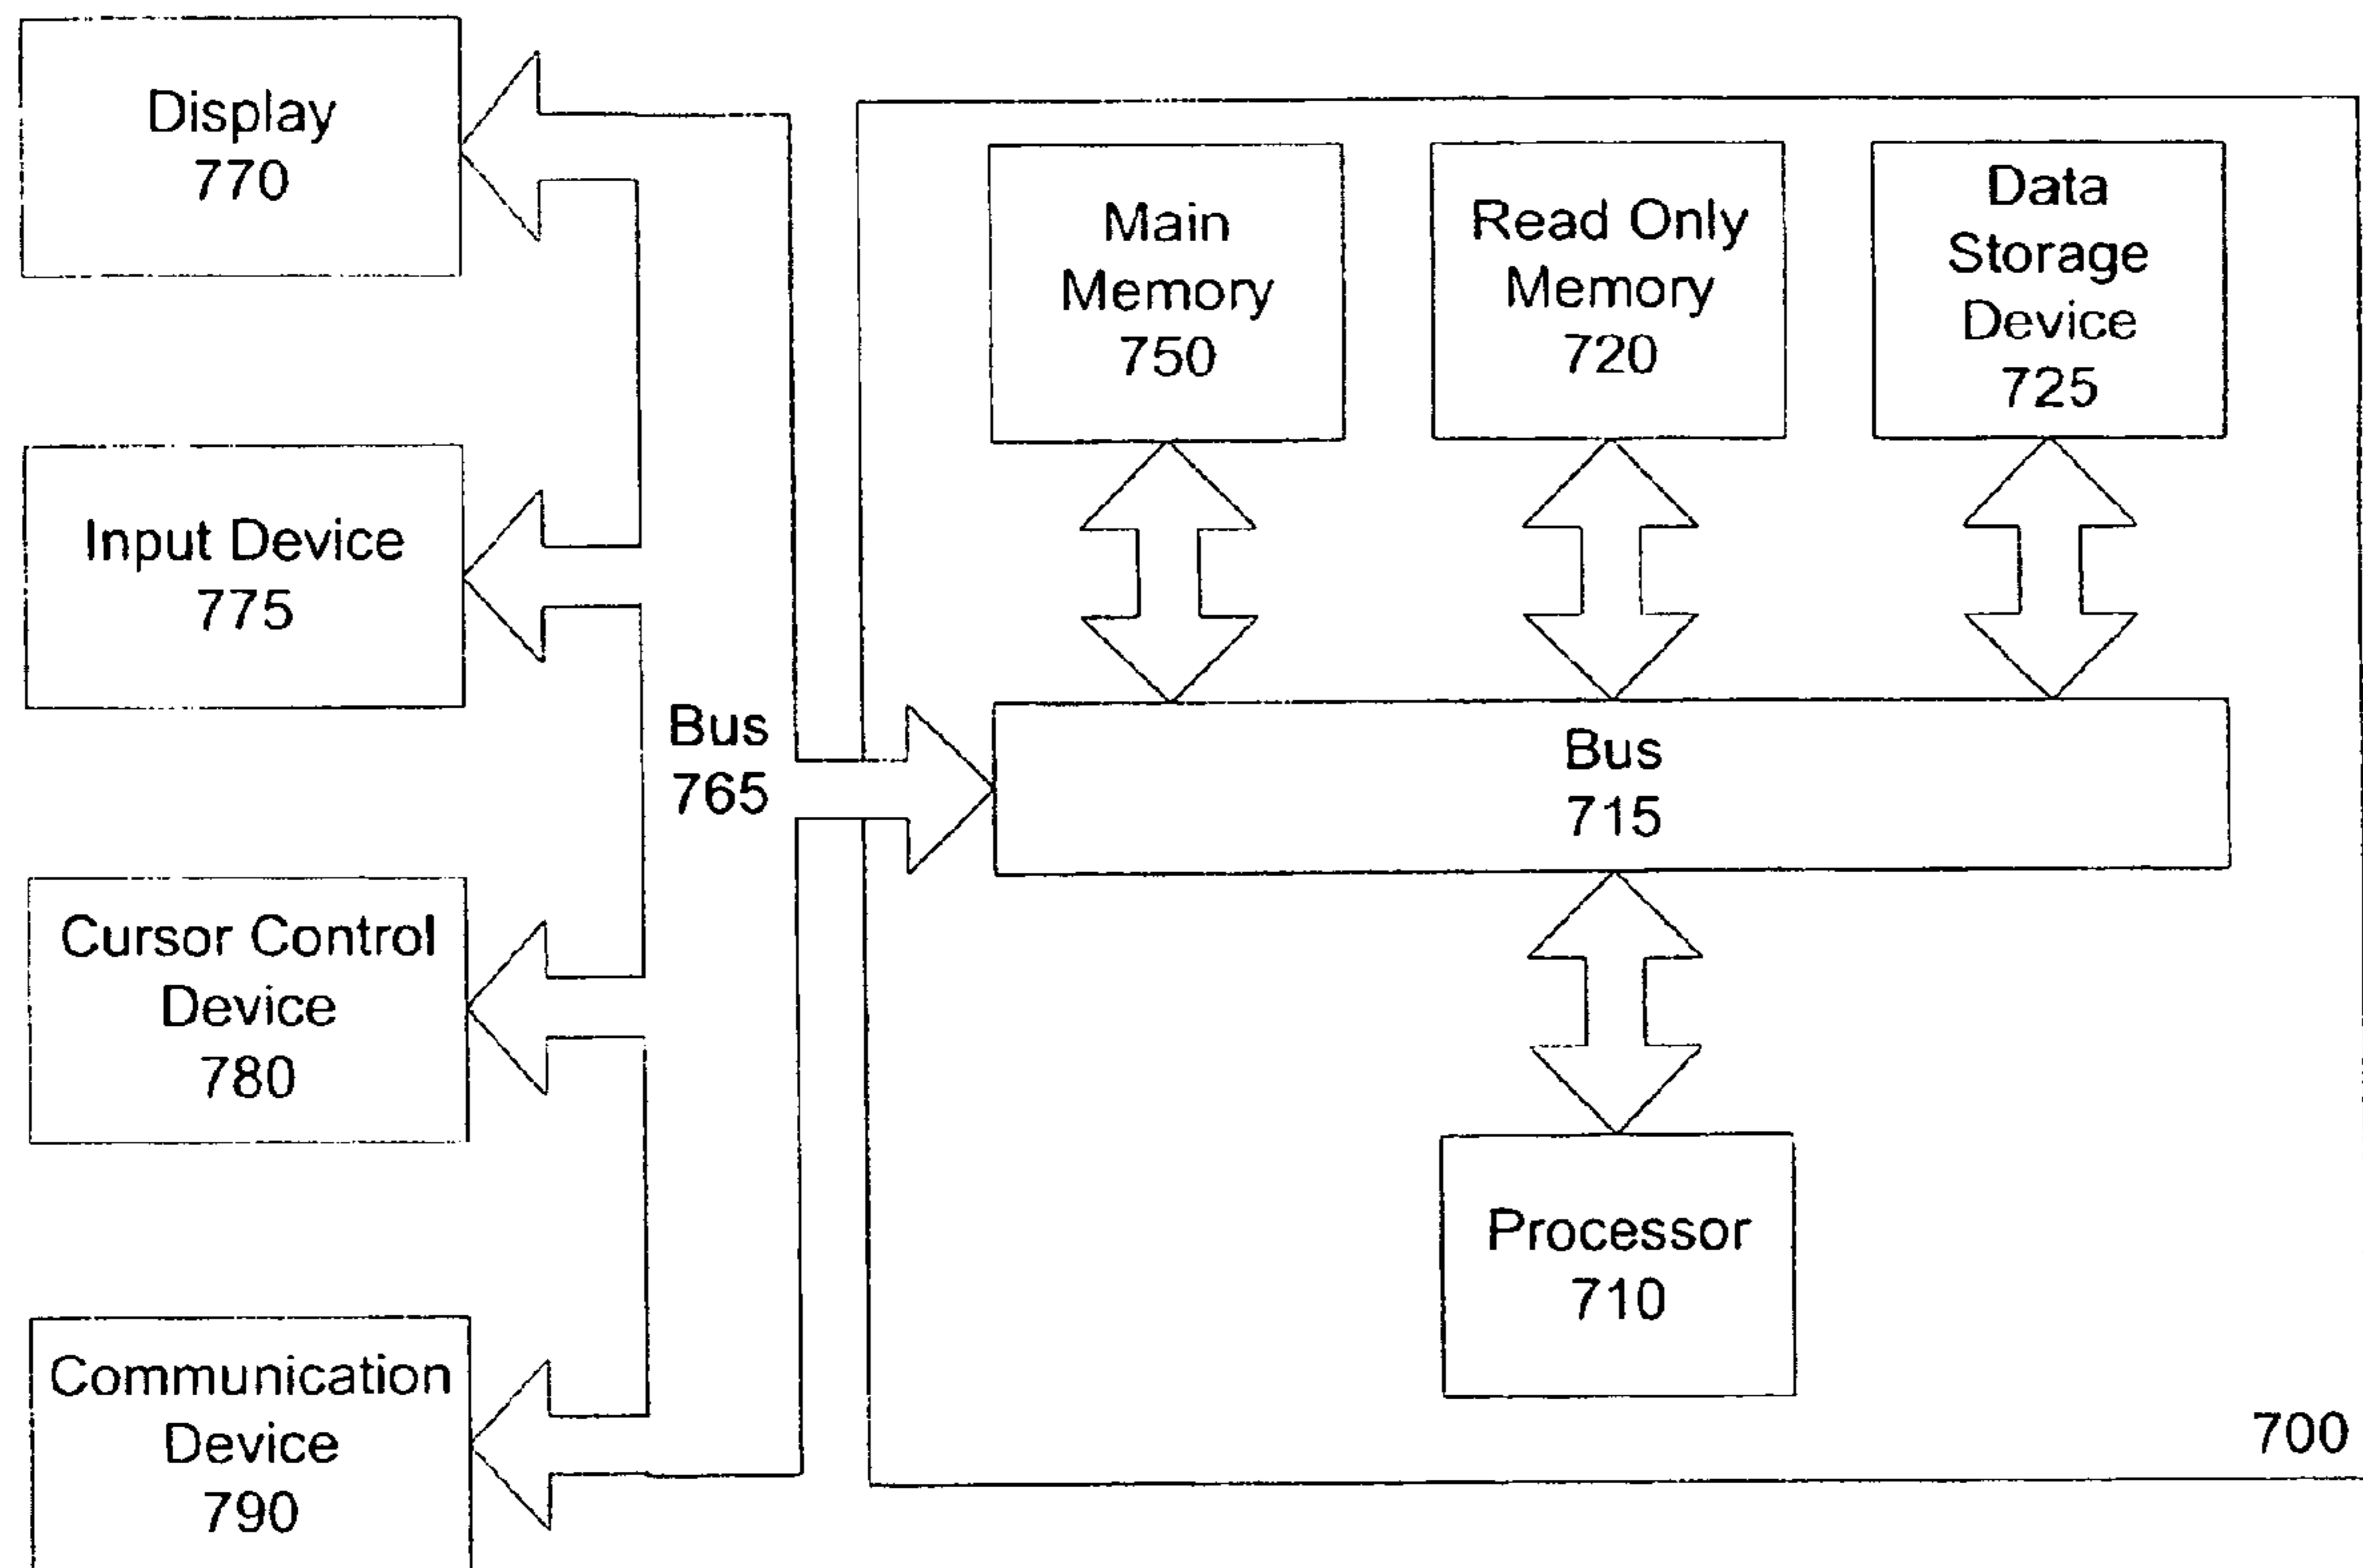 Display
770
Input Device
775
Cursor Control
Device
780
Communication
Device
790
Bus
765
Main
Memory
750
Read Only
Memory
720
Data
Storage
Device
725
Bus
715
Processor
710
700